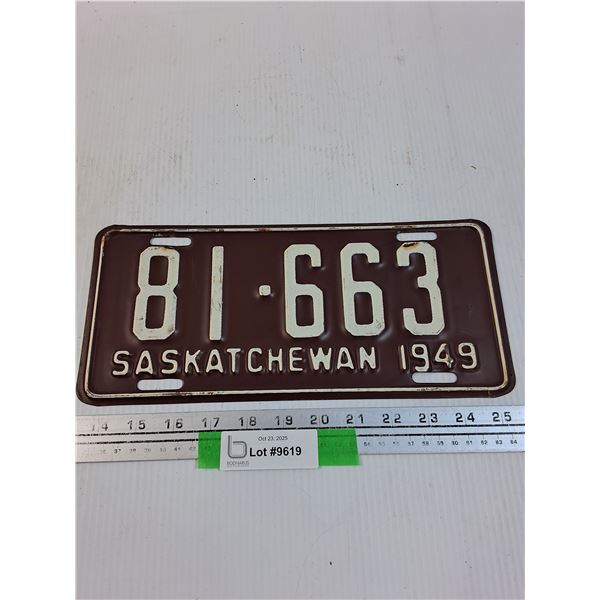 81·663
SASKATCHEWAN 1949
14 15 16 17 18 19 20 21 22 23 24 25
Oct 23, 2025
Lot #9619
BODNARUS